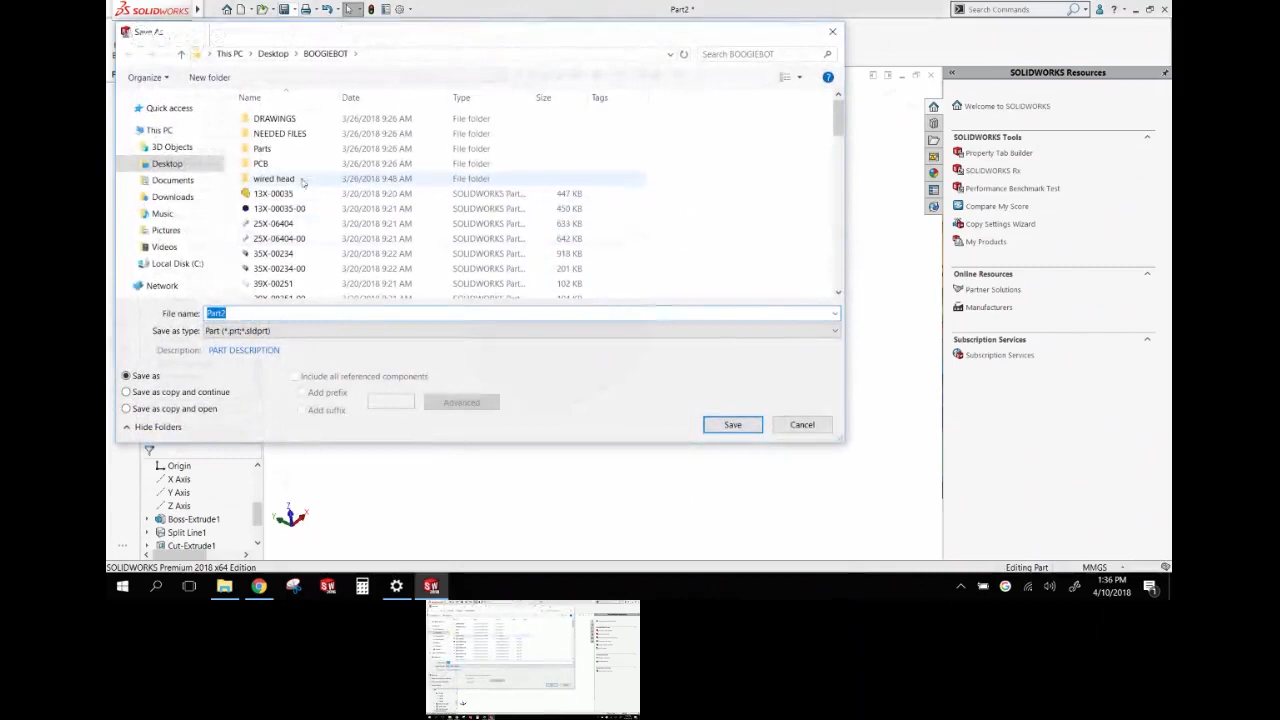 SOLIDWORKS
Part2 *
Search Commands
Save As
This PC
Desktop
BOOGIEBOT
Search BOOGIEBOT
Organize
New folder
Name
Date
Type
Size
Tags
Quick access
This PC
3D Objects
Desktop
Documents
Downloads
Music
Pictures
Videos
Local Disk (C:)
Network
DRAWINGS 3/26/2018 9:26 AM File folder
NEEDED FILES 3/26/2018 9:26 AM File folder
Parts 3/26/2018 9:26 AM File folder
PCB 3/26/2018 9:26 AM File folder
wired head 3/26/2018 9:48 AM File folder
13X-00035 3/20/2018 9:20 AM SOLIDWORKS Part... 447 KB
13X-00035-00 3/20/2018 9:21 AM SOLIDWORKS Part... 450 KB
25X-06404 3/20/2018 9:21 AM SOLIDWORKS Part... 633 KB
25X-06404-00 3/20/2018 9:21 AM SOLIDWORKS Part... 642 KB
35X-00234 3/20/2018 9:22 AM SOLIDWORKS Part... 918 KB
35X-00234-00 3/20/2018 9:21 AM SOLIDWORKS Part... 201 KB
39X-00251 3/20/2018 9:21 AM SOLIDWORKS Part... 102 KB
File name: Part2
Save as type: Part (*.prt;*.sldprt)
Description: PART DESCRIPTION
Save as
Save as copy and continue
Save as copy and open
Include all referenced components
Add prefix
Add suffix
Advanced
Hide Folders
Save
Cancel
Origin
X Axis
Y Axis
Z Axis
Boss-Extrude1
Split Line1
Cut-Extrude1
Z
Y
X
SOLIDWORKS Resources
Welcome to SOLIDWORKS
SOLIDWORKS Tools
Property Tab Builder
SOLIDWORKS Rx
Performance Benchmark Test
Compare My Score
Copy Settings Wizard
My Products
Online Resources
Partner Solutions
Manufacturers
Subscription Services
Subscription Services
SOLIDWORKS Premium 2018 x64 Edition
Editing Part
MMGS
1:36 PM
4/10/2018